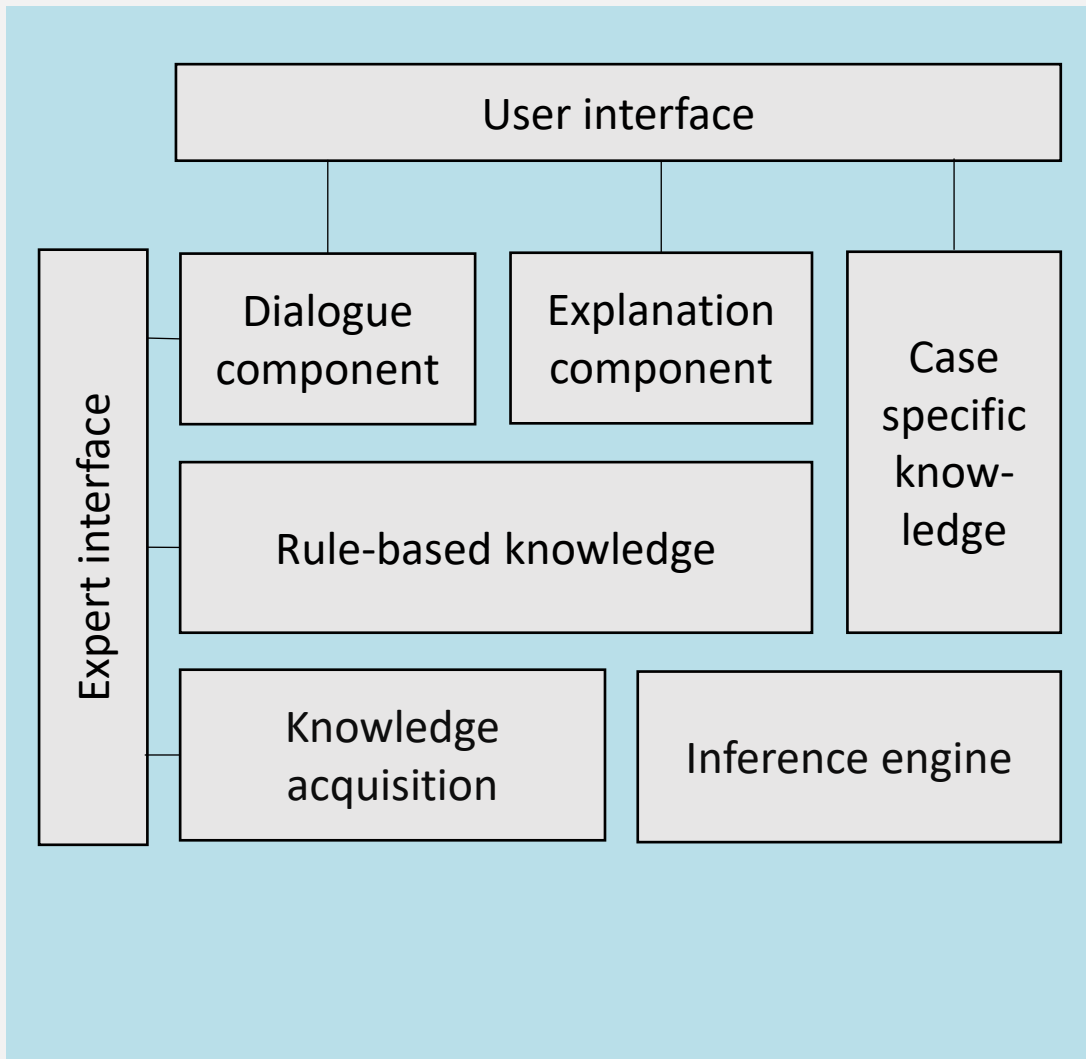 User interface
Expert interface
Dialogue
component
Explanation
component
Case
specific
know-
ledge
Rule-based knowledge
Knowledge
acquisition
Inference engine